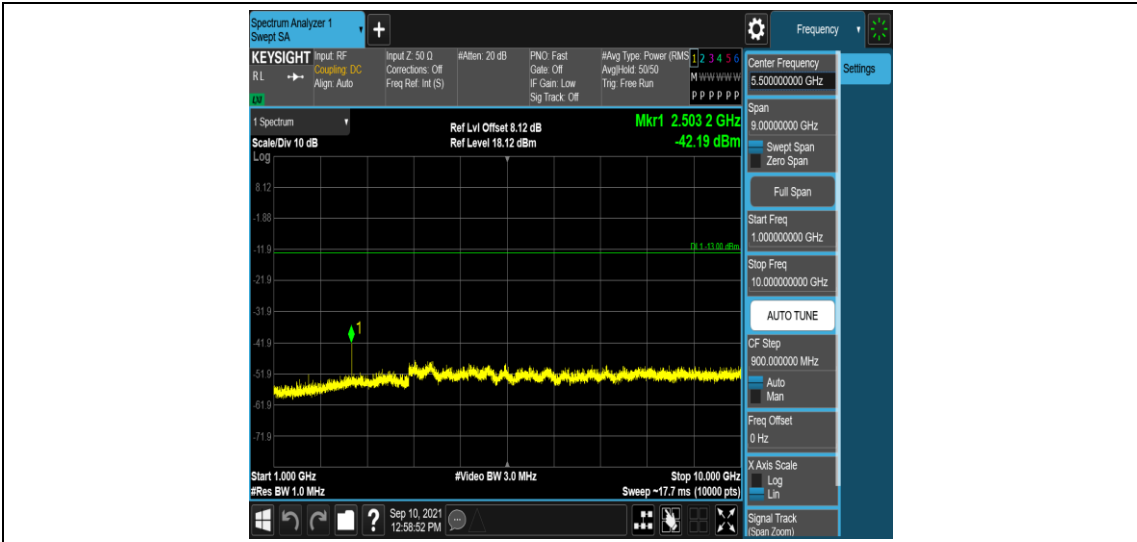 Spectrum Analyzer 1
Swept SA
Frequency
KEYSIGHT
RL
LXI
Input: RF
Coupling: DC
Align: Auto
Input Z: 50 Ω
Corrections: Off
Freq Ref: Int (S)
#Atten: 20 dB
PNO: Fast
Gate: Off
IF Gain: Low
Sig Track: Off
#Avg Type: Power (RMS
Avg|Hold: 50/50
Trig: Free Run
1 2 3 4 5 6
M W W W W W
P P P P P P
1 Spectrum
Scale/Div 10 dB
Log
Ref Lvl Offset 8.12 dB
Ref Level 18.12 dBm
Mkr1 2.503 2 GHz
-42.19 dBm
8.12
-1.88
-11.9
DL1 -13.00 dBm
-21.9
-31.9
1
-41.9
-51.9
-61.9
-71.9
Start 1.000 GHz
#Res BW 1.0 MHz
#Video BW 3.0 MHz
Stop 10.000 GHz
Sweep ~17.7 ms (10000 pts)
?
Sep 10, 2021
12:58:52 PM
Center Frequency
5.500000000 GHz
Settings
Span
9.00000000 GHz
Swept Span
Zero Span
Full Span
Start Freq
1.000000000 GHz
Stop Freq
10.000000000 GHz
AUTO TUNE
CF Step
900.000000 MHz
Auto
Man
Freq Offset
0 Hz
X Axis Scale
Log
Lin
Signal Track
(Span Zoom)